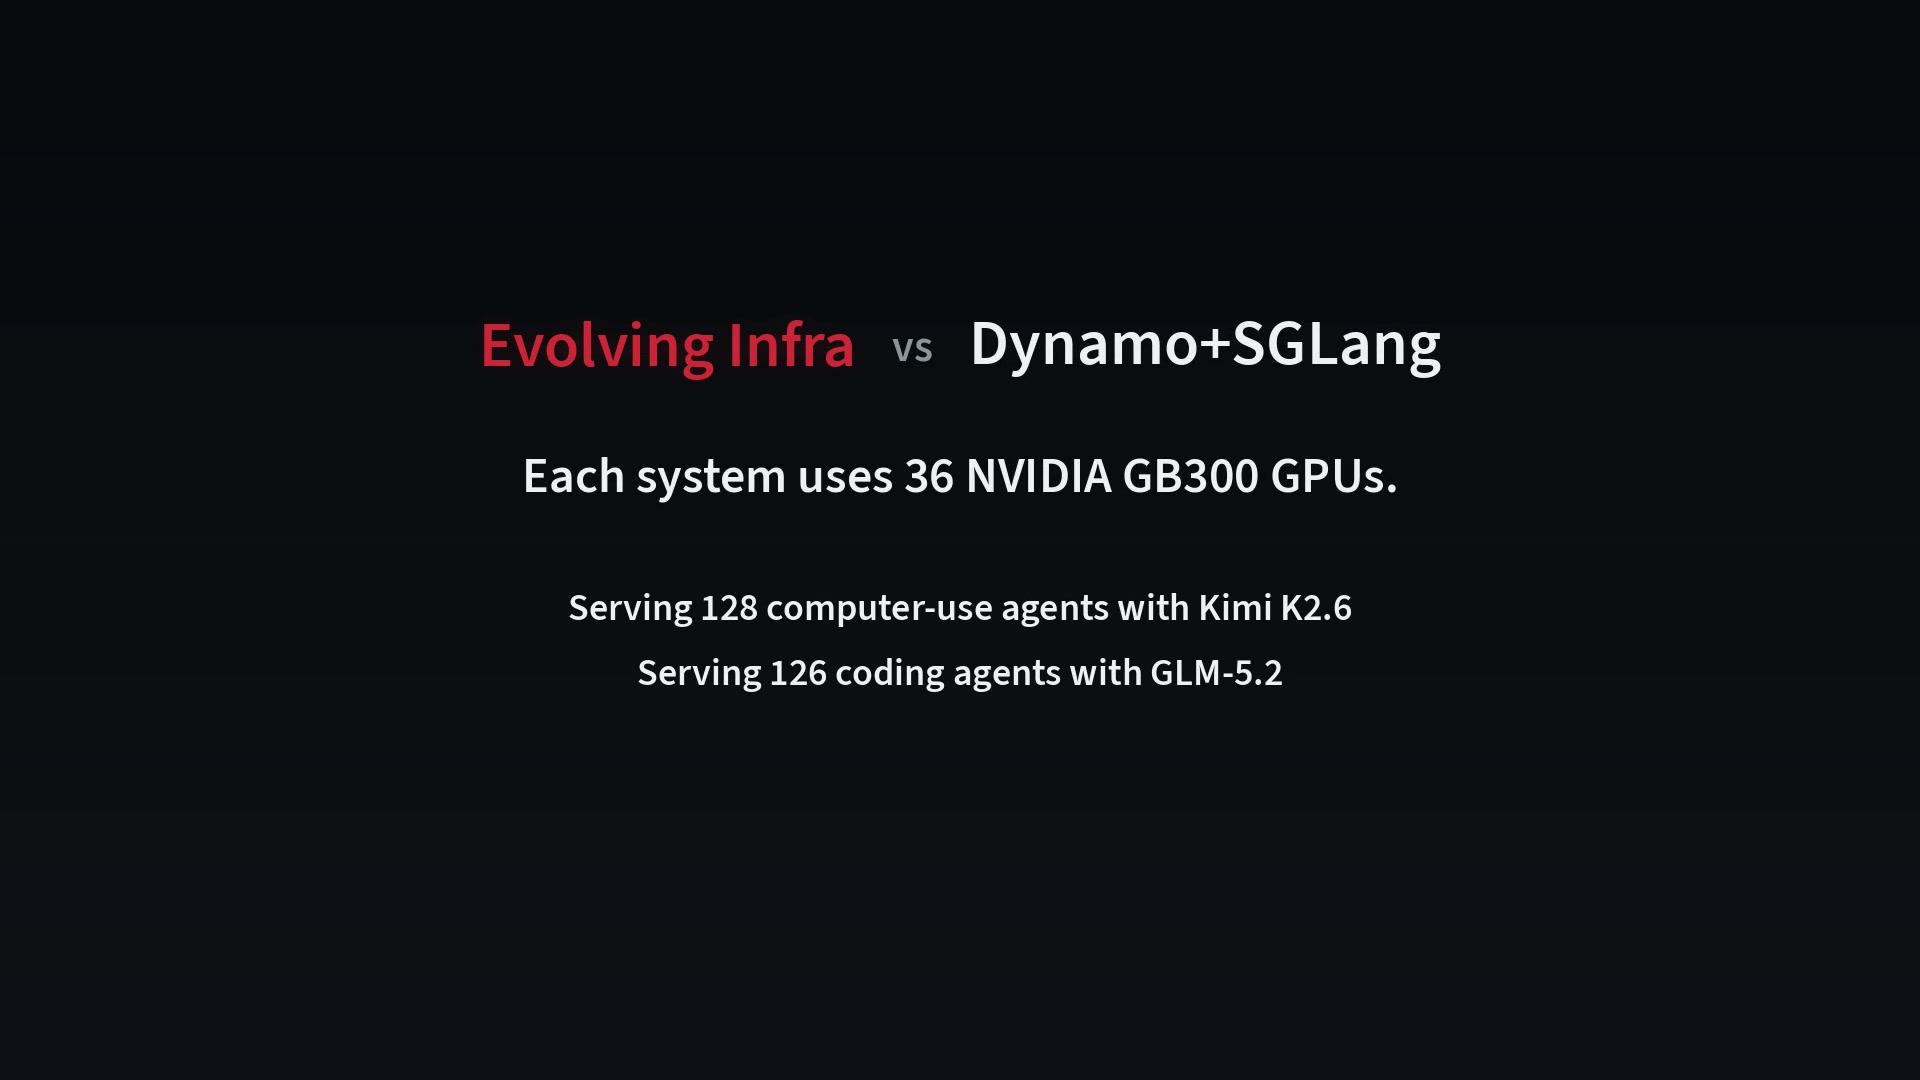 Evolving Infra vs Dynamo+SGLang
Each system uses 36 NVIDIA GB300 GPUs.
Serving 128 computer-use agents with Kimi K2.6
Serving 126 coding agents with GLM-5.2